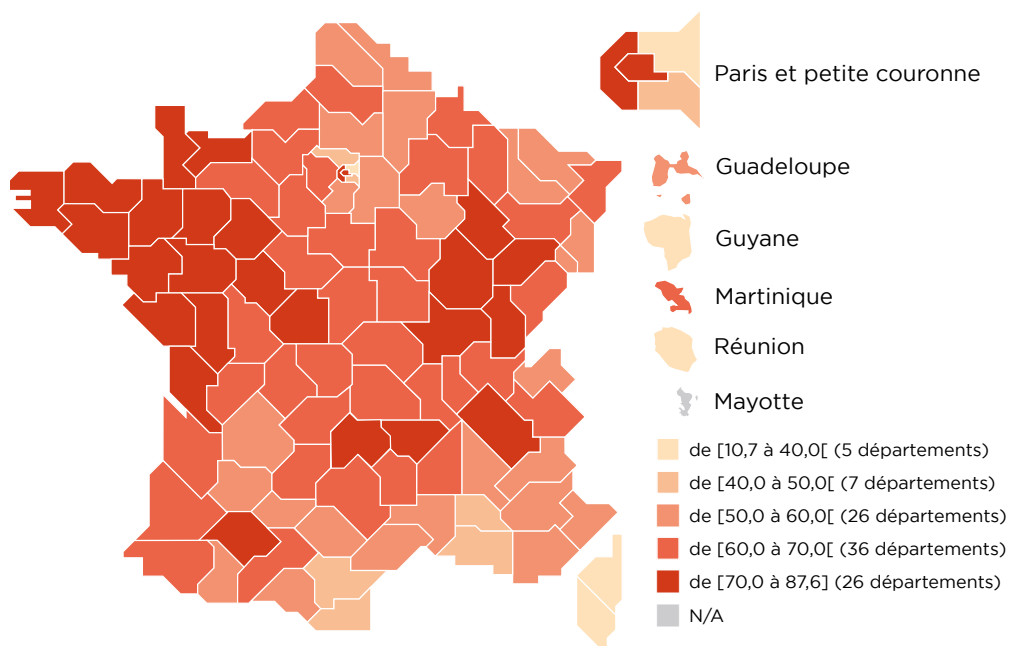 Paris et petite couronne
Guadeloupe
Guyane
Martinique
Réunion
Mayotte
de [10,7 à 40,0[ (5 départements)
de [40,0 à 50,0[ (7 départements)
de [50,0 à 60,0[ (26 départements)
de [60,0 à 70,0[ (36 départements)
de [70,0 à 87,6] (26 départements)
N/A